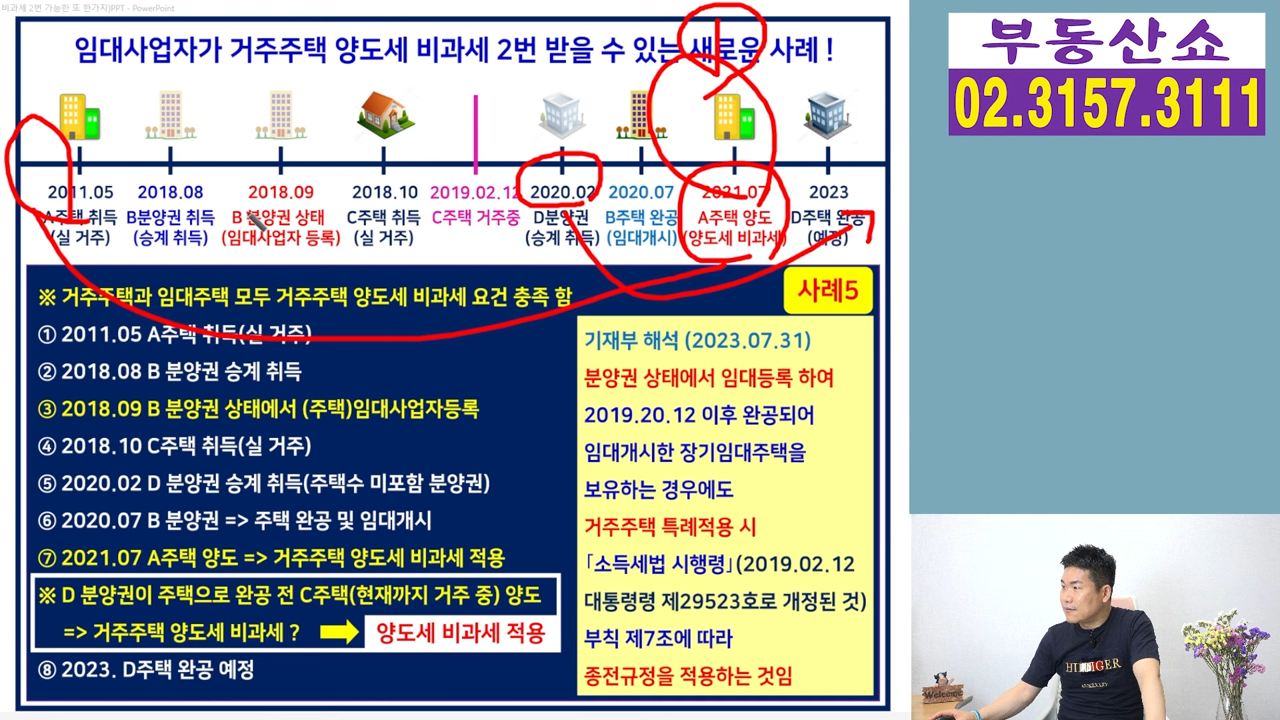 비과세 2번 가능한 또 한가지)PPT - PowerPoint
임대사업자가 거주주택 양도세 비과세 2번 받을 수 있는 새로운 사례 !
부동산쇼
02.3157.3111
2011.05
A주택 취득
(실 거주)
2018.08
B분양권 취득
(승계 취득)
2018.09
B 분양권 상태
(임대사업자 등록)
2018.10
C주택 취득
(실 거주)
2019.02.12
C주택 거주중
2020.02
D분양권
(승계 취득)
2020.07
B주택 완공
(임대개시)
2021.07
A주택 양도
(양도세 비과세)
2023
D주택 완공
(예정)
※ 거주주택과 임대주택 모두 거주주택 양도세 비과세 요건 충족 함
① 2011.05 A주택 취득(실 거주)
② 2018.08 B 분양권 승계 취득
③ 2018.09 B 분양권 상태에서 (주택)임대사업자등록
④ 2018.10 C주택 취득(실 거주)
⑤ 2020.02 D 분양권 승계 취득(주택수 미포함 분양권)
⑥ 2020.07 B 분양권 => 주택 완공 및 임대개시
⑦ 2021.07 A주택 양도 => 거주주택 양도세 비과세 적용
※ D 분양권이 주택으로 완공 전 C주택(현재까지 거주 중) 양도
=> 거주주택 양도세 비과세 ? 양도세 비과세 적용
⑧ 2023. D주택 완공 예정
사례5
기재부 해석 (2023.07.31)
분양권 상태에서 임대등록 하여
2019.20.12 이후 완공되어
임대개시한 장기임대주택을
보유하는 경우에도
거주주택 특례적용 시
「소득세법 시행령」(2019.02.12
대통령령 제29523호로 개정된 것)
부칙 제7조에 따라
종전규정을 적용하는 것임
Welcome